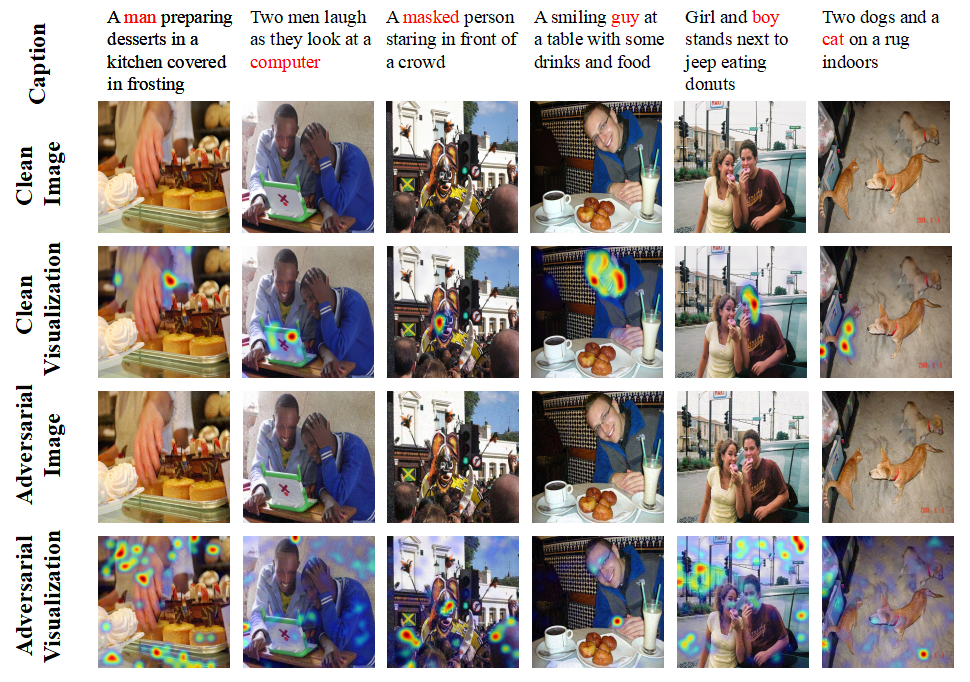 Caption
A man preparing
desserts in a
kitchen covered
in frosting
Two men laugh
as they look at a
computer
A masked person
staring in front of
a crowd
A smiling guy at
a table with some
drinks and food
Girl and boy
stands next to
jeep eating
donuts
Two dogs and a
cat on a rug
indoors
Clean
Image
Clean
Visualization
Adversarial
Image
Adversarial
Visualization